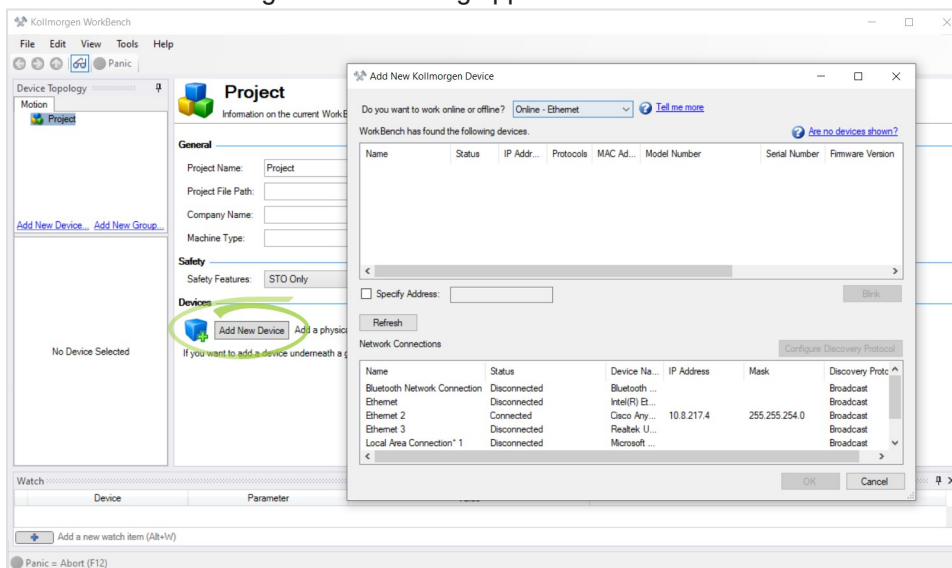 Kollmorgen WorkBench
File Edit View Tools Help
Panic
Device Topology
Motion
Project
Add New Device... Add New Group...
No Device Selected
Project
Information on the current WorkB
General
Project Name: Project
Project File Path:
Company Name:
Machine Type:
Safety
Safety Features: STO Only
Devices
Add New Device Add a physica
If you want to add a device underneath a g
Add New Kollmorgen Device
Do you want to work online or offline? Online - Ethernet Tell me more
WorkBench has found the following devices. Are no devices shown?
Name Status IP Addr... Protocols MAC Ad... Model Number Serial Number Firmware Version
Specify Address: Blink
Refresh
Network Connections Configure Discovery Protocol
Name Status Device Na... IP Address Mask Discovery Protc
Bluetooth Network Connection Disconnected Bluetooth ... Broadcast
Ethernet Disconnected Intel(R) Et... Broadcast
Ethernet 2 Connected Cisco Any... 10.8.217.4 255.255.254.0 Broadcast
Ethernet 3 Disconnected Realtek U... Broadcast
Local Area Connection* 1 Disconnected Microsoft ... Broadcast
OK Cancel
Watch
Device Parameter
Add a new watch item (Alt+W)
Panic = Abort (F12)